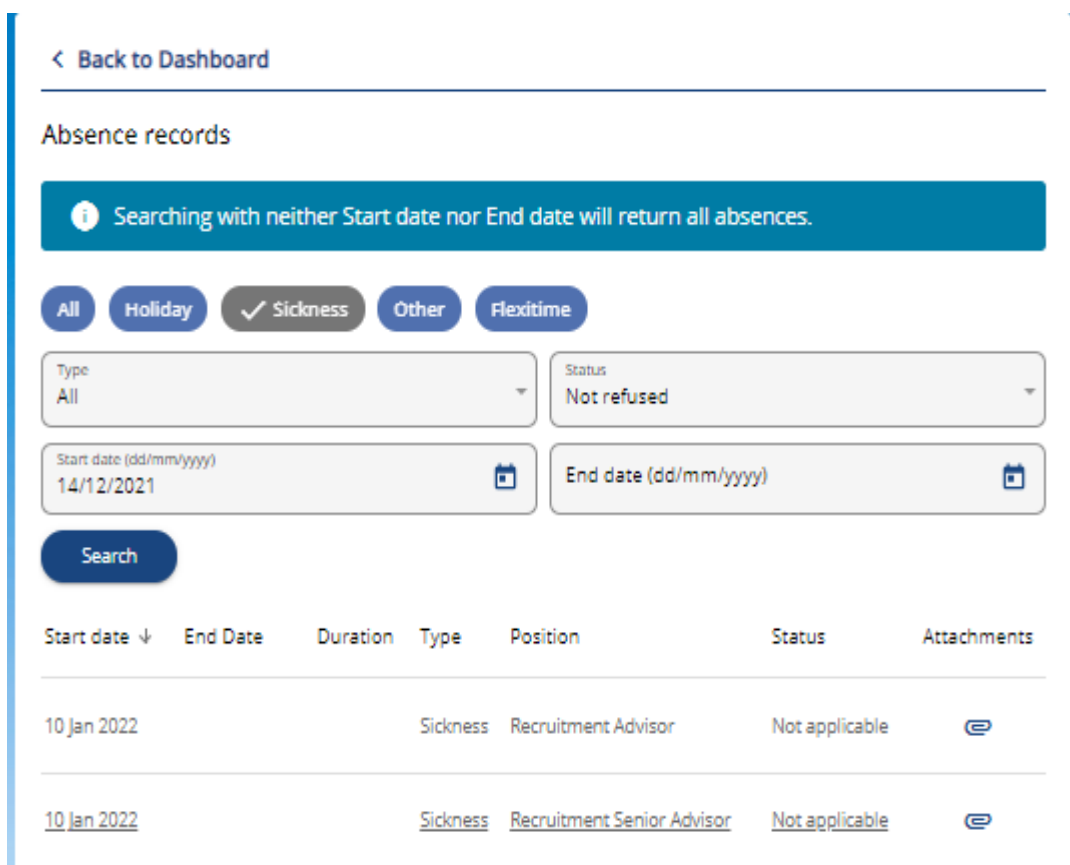 Back to Dashboard
Absence records
Searching with neither Start date nor End date will return all absences.
All Holiday Sickness Other Flexitime
Type Status
All Not refused
Start date (dd/mm/yyyy) End date (dd/mm/yyyy)
14/12/2021
Search
Start date End Date Duration Type Position Status Attachments
10 Jan 2022 Sickness Recruitment Advisor Not applicable
10 Jan 2022 Sickness Recruitment Senior Advisor Not applicable